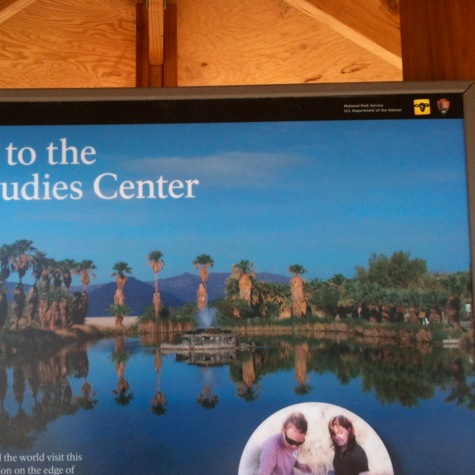 National Park Service
U.S. Department of the Interior
to the
udies Center
d the world visit this
ion on the edge of